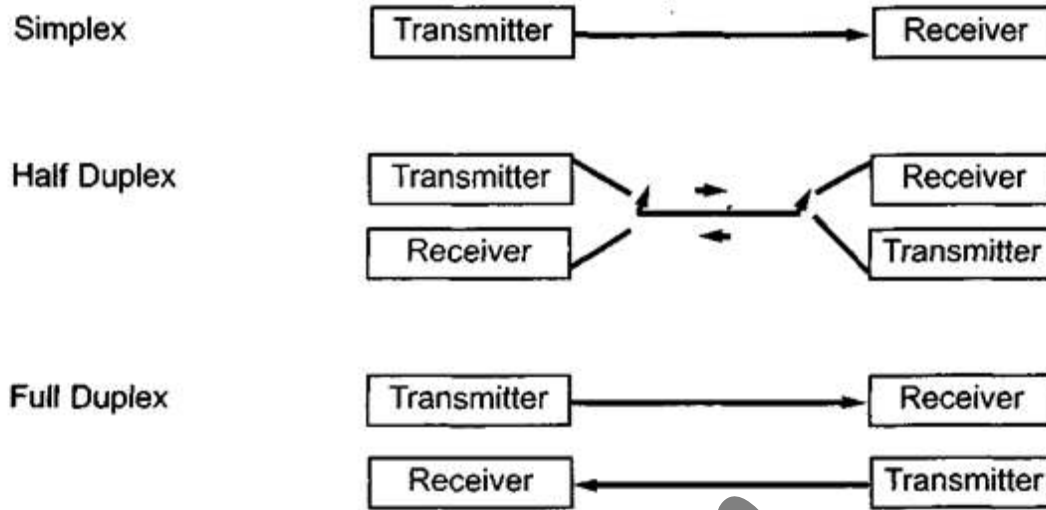 Simplex Transmitter Receiver
Half Duplex Transmitter Receiver
Receiver Transmitter
Full Duplex Transmitter Receiver
Receiver Transmitter